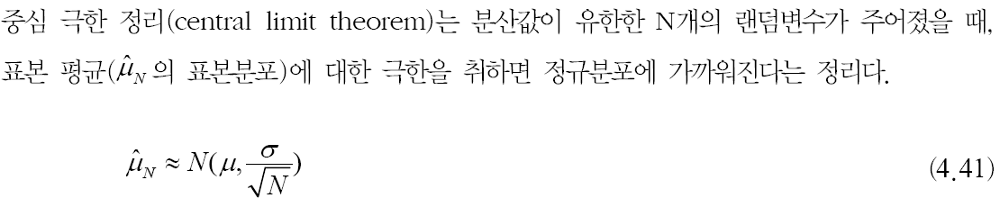 중심 극한 정리(central limit theorem)는 분산값이 유한한 N개의 랜덤변수가 주어졌을 때,
표본 평균(μ̂_N의 표본분포)에 대한 극한을 취하면 정규분포에 가까워진다는 정리다.
μ̂_N ≈ N(μ, σ/√N) (4.41)